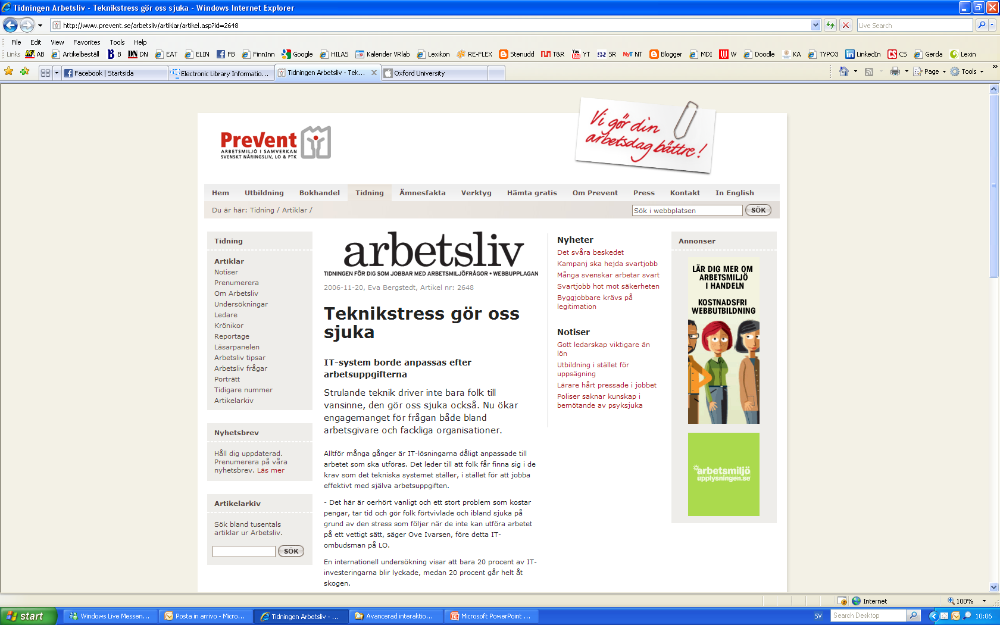 Tidningen Arbetsliv - Teknikstress gör oss sjuka - Windows Internet Explorer
http://www.prevent.se/arbetsliv/artiklar/artikel.asp?id=2648
Live Search
File Edit View Favorites Tools Help
Links AB Artikelbeställ B DN EAT ELIN FB FinnInn Google HILAS Kalender VRlab Lexikon RE-FLEX Stenudd T&R YT SR NyT NT Blogger MDI W Doodle KA TYPO3 LinkedIn CS Gerda Lexin
Facebook | Startsida
Electronic Library Informatio...
Tidningen Arbetsliv - Tek...
Oxford University
Page Tools
Prevent
ARBETSMILJÖ I SAMVERKAN
SVENSKT NÄRINGSLIV, LO & PTK
Vi gör din
arbetsdag bättre!
Hem Utbildning Bokhandel Tidning Ämnesfakta Verktyg Hämta gratis Om Prevent Press Kontakt In English
Du är här: Tidning / Artiklar /
Sök i webbplatsen SÖK
Tidning
Artiklar
Notiser
Prenumerera
Om Arbetsliv
Undersökningar
Ledare
Krönikor
Reportage
Läsarpanelen
Arbetsliv tipsar
Arbetsliv frågar
Porträtt
Tidigare nummer
Artikelarkiv
Nyhetsbrev
Håll dig uppdaterad.
Prenumerera på våra
nyhetsbrev. Läs mer
Artikelarkiv
Sök bland tusentals
artiklar ur Arbetsliv.
SÖK
arbetsliv
TIDNINGEN FÖR DIG SOM JOBBAR MED ARBETSMILJÖFRÅGOR • WEBBUPPLAGAN
2006-11-20, Eva Bergstedt, Artikel nr: 2648
Teknikstress gör oss
sjuka
IT-system borde anpassas efter
arbetsuppgifterna
Strulande teknik driver inte bara folk till
vansinne, den gör oss sjuka också. Nu ökar
engagemanget för frågan både bland
arbetsgivare och fackliga organisationer.
Alltför många gånger är IT-lösningarna dåligt anpassade till
arbetet som ska utföras. Det leder till att folk får finna sig i de
krav som det tekniska systemet ställer, i stället för att jobba
effektivt med själva arbetsuppgiften.
- Det här är oerhört vanligt och ett stort problem som kostar
pengar, tar tid och gör folk förtvivlade och ibland sjuka på
grund av den stress som följer när de inte kan utföra arbetet
på ett vettigt sätt, säger Ove Ivarsen, före detta IT-
ombudsman på LO.
En internationell undersökning visar att bara 20 procent av IT-
investeringarna blir lyckade, medan 20 procent går helt åt
skogen.
Nyheter
Det svåra beskedet
Kampanj ska hejda svartjobb
Många svenskar arbetar svart
Svartjobb hot mot säkerheten
Byggjobbare krävs på
legitimation
Notiser
Gott ledarskap viktigare än
lön
Utbildning i stället för
uppsägning
Lärare hårt pressade i jobbet
Poliser saknar kunskap i
bemötande av psyksjuka
Annonser
LÄR DIG MER OM
ARBETSMILJÖ
I HANDELN
KOSTNADSFRI
WEBBUTBILDNING
arbetsmiljö
upplysningen.se
Internet 100%
start
Windows Live Messen...
Posta in arrivo - Micro...
Tidningen Arbetsliv - ...
Avancerad interaktio...
Microsoft PowerPoint ...
SV
Search Desktop
10:06